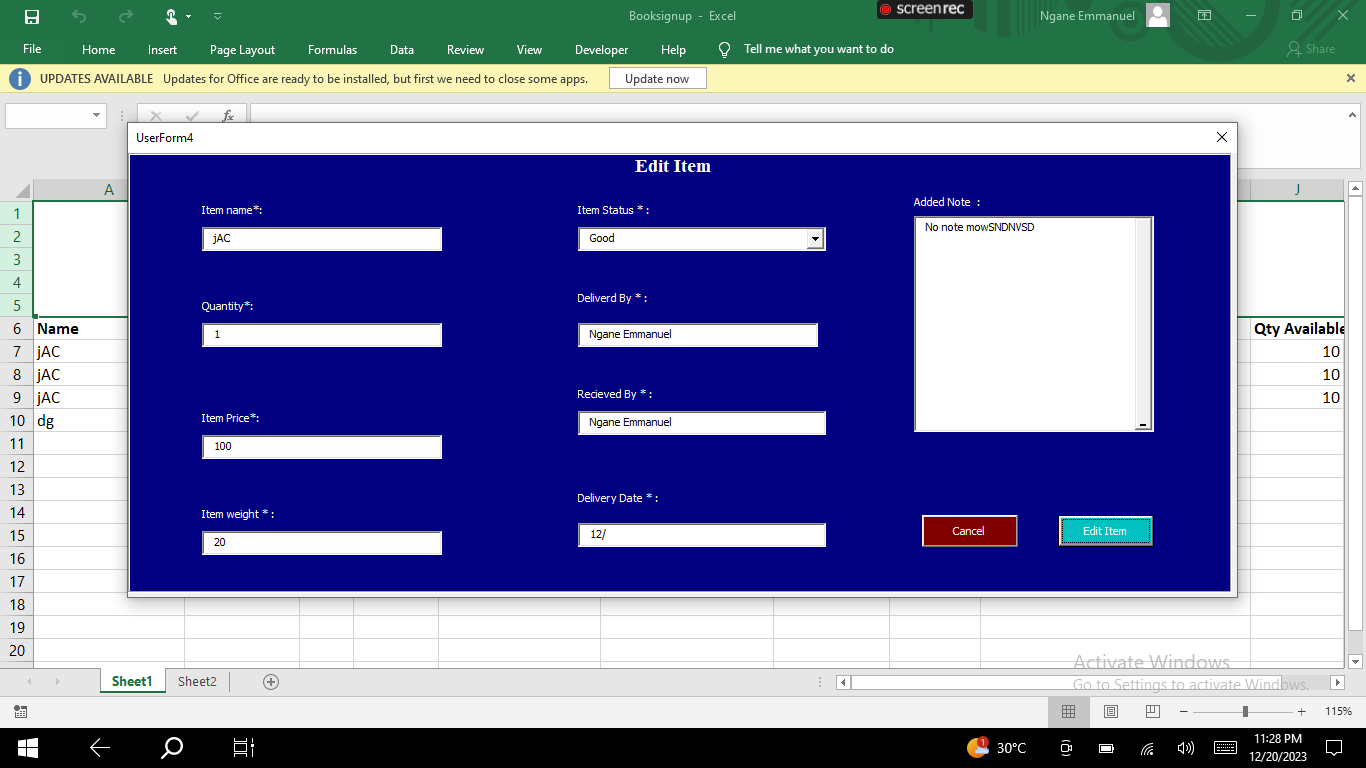 Booksignup - Excel
screenrec
Ngane Emmanuel
File Home Insert Page Layout Formulas Data Review View Developer Help Tell me what you want to do Share
UPDATES AVAILABLE Updates for Office are ready to be installed, but first we need to close some apps. Update now
fx
UserForm4
Edit Item
A
J
Item name*:
jAC
Quantity*:
1
Item Price*:
100
Item weight * :
20
Item Status * :
Good
Deliverd By * :
Ngane Emmanuel
Recieved By * :
Ngane Emmanuel
Delivery Date * :
12/
Added Note :
No note mowSNDNVSD
Cancel
Edit Item
1
2
3
4
5
6 Name Qty Available
7 jAC 10
8 jAC 10
9 jAC 10
10 dg
11
12
13
14
15
16
17
18
19
20
Activate Windows
Go to Settings to activate Windows.
Sheet1 Sheet2
115%
1
30°C
11:28 PM
12/20/2023